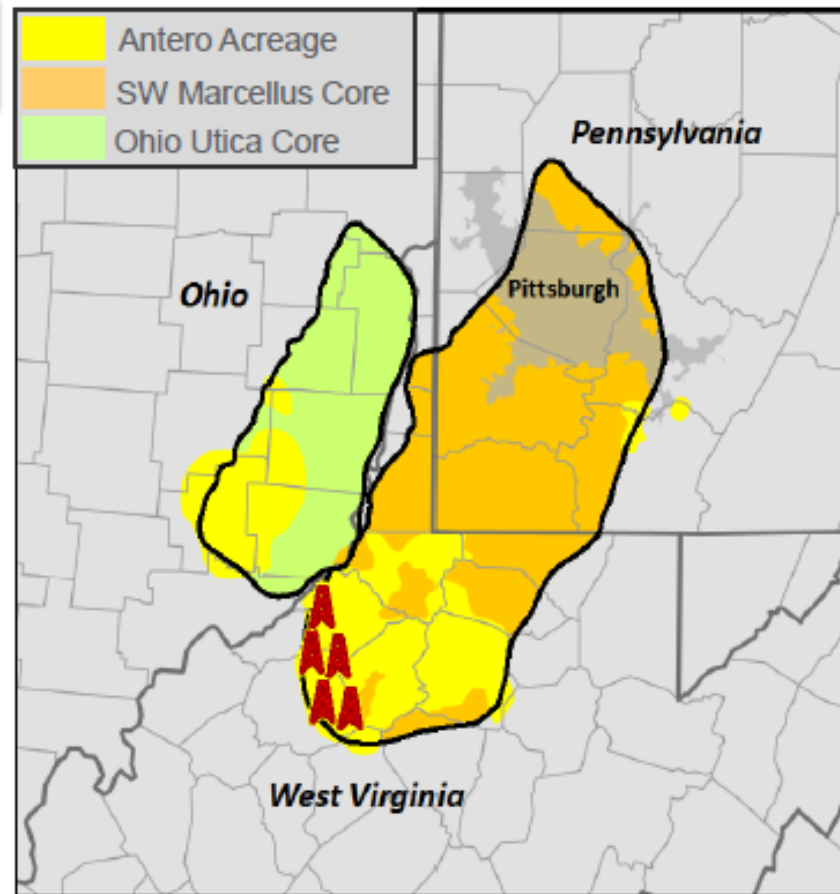 Antero Acreage
SW Marcellus Core
Ohio Utica Core
Pennsylvania
Ohio
Pittsburgh
West Virginia